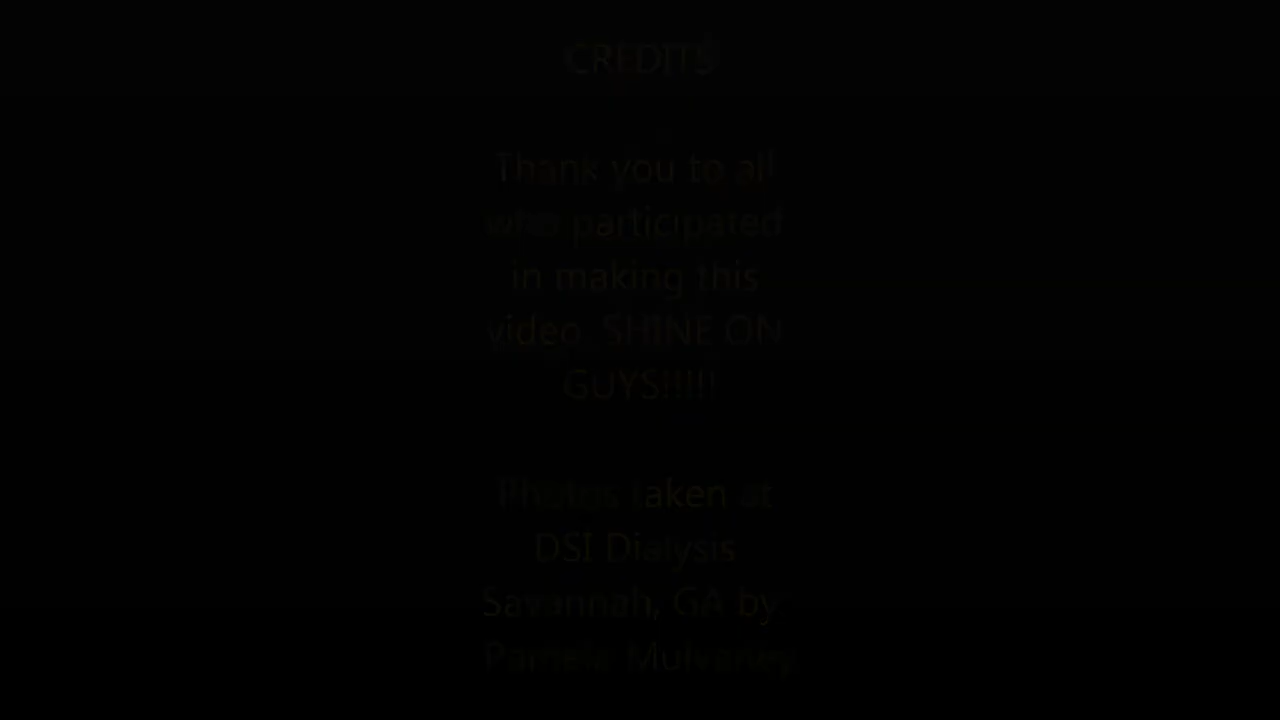 CREDITS
Thank you to all
who participated
in making this
video. SHINE ON
GUYS!!!!!
Photos taken at
DSI Dialysis
Savannah, GA by
Pamela